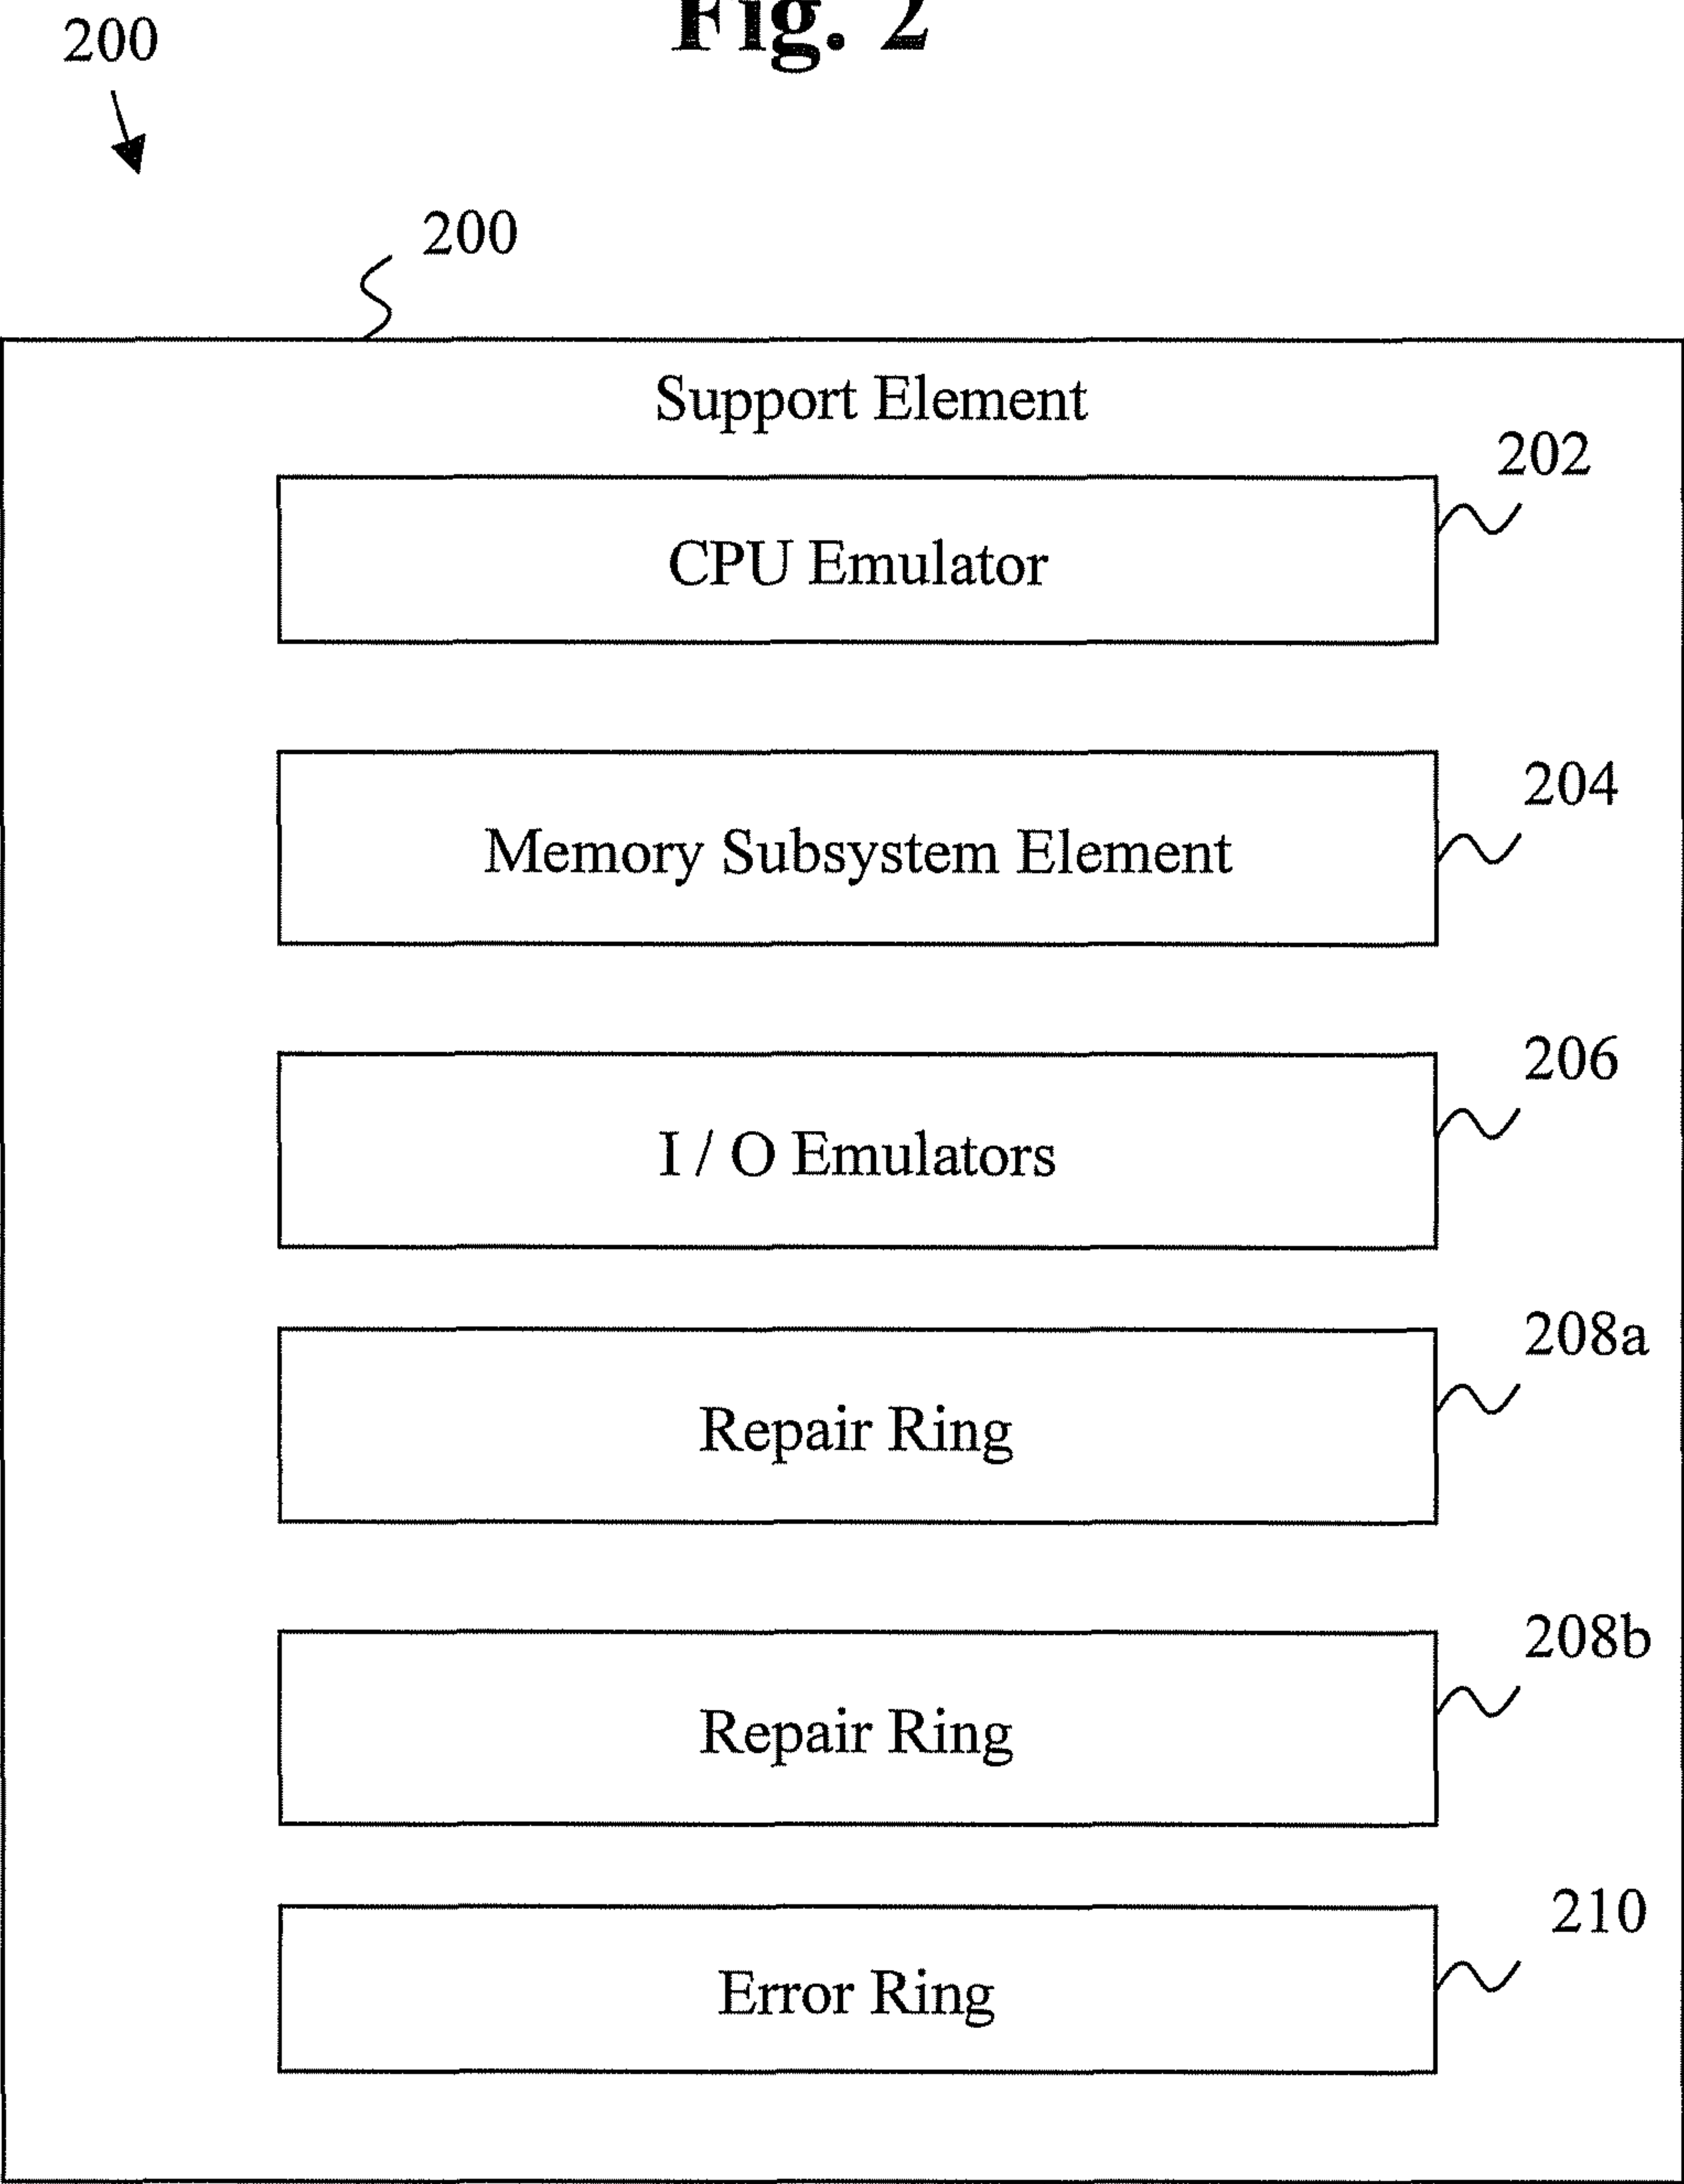 Fig. 2
200
200
Support Element
202
CPU Emulator
204
Memory Subsystem Element
206
I / O Emulators
208a
Repair Ring
208b
Repair Ring
210
Error Ring